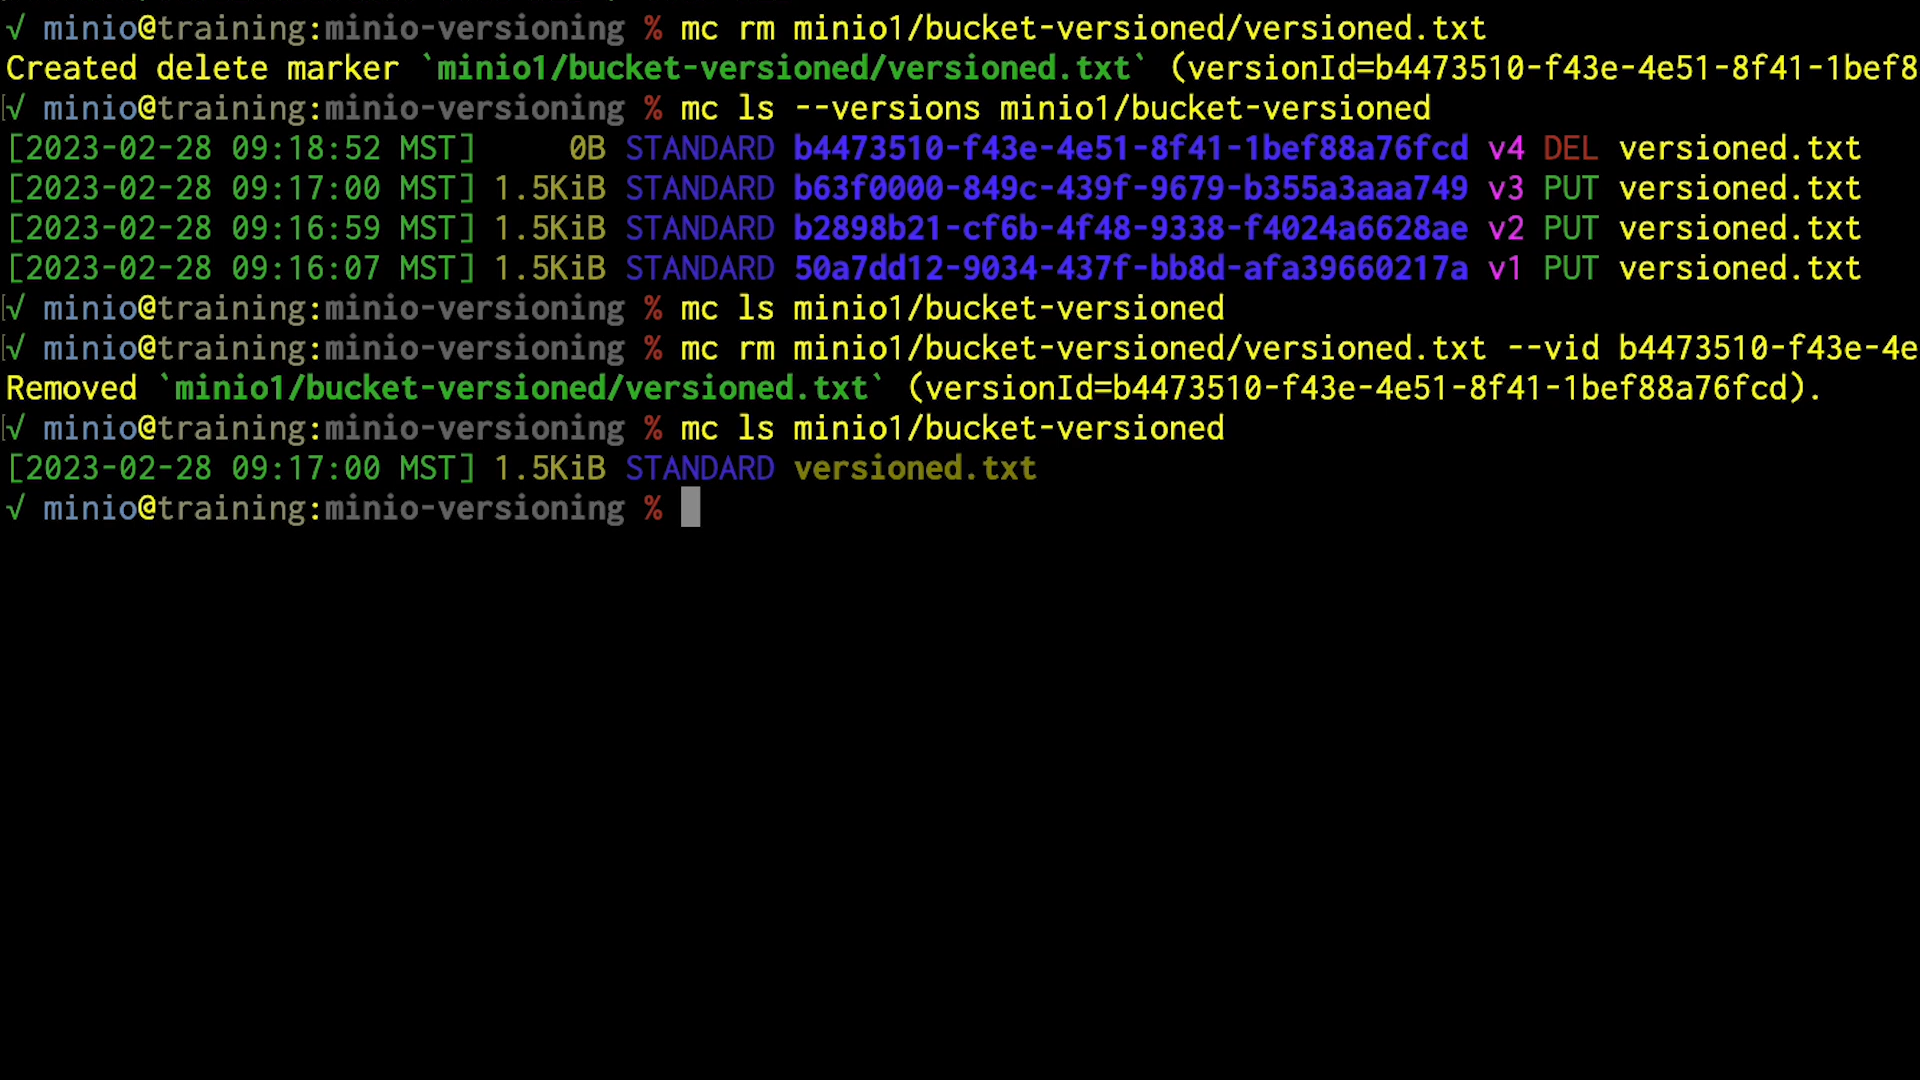 √ minio@training:minio-versioning % mc rm minio1/bucket-versioned/versioned.txt
Created delete marker `minio1/bucket-versioned/versioned.txt` (versionId=b4473510-f43e-4e51-8f41-1bef8
√ minio@training:minio-versioning % mc ls --versions minio1/bucket-versioned
[2023-02-28 09:18:52 MST]     0B STANDARD b4473510-f43e-4e51-8f41-1bef88a76fcd v4 DEL versioned.txt
[2023-02-28 09:17:00 MST] 1.5KiB STANDARD b63f0000-849c-439f-9679-b355a3aaa749 v3 PUT versioned.txt
[2023-02-28 09:16:59 MST] 1.5KiB STANDARD b2898b21-cf6b-4f48-9338-f4024a6628ae v2 PUT versioned.txt
[2023-02-28 09:16:07 MST] 1.5KiB STANDARD 50a7dd12-9034-437f-bb8d-afa39660217a v1 PUT versioned.txt
√ minio@training:minio-versioning % mc ls minio1/bucket-versioned
√ minio@training:minio-versioning % mc rm minio1/bucket-versioned/versioned.txt --vid b4473510-f43e-4e
Removed `minio1/bucket-versioned/versioned.txt` (versionId=b4473510-f43e-4e51-8f41-1bef88a76fcd).
√ minio@training:minio-versioning % mc ls minio1/bucket-versioned
[2023-02-28 09:17:00 MST] 1.5KiB STANDARD versioned.txt
√ minio@training:minio-versioning %